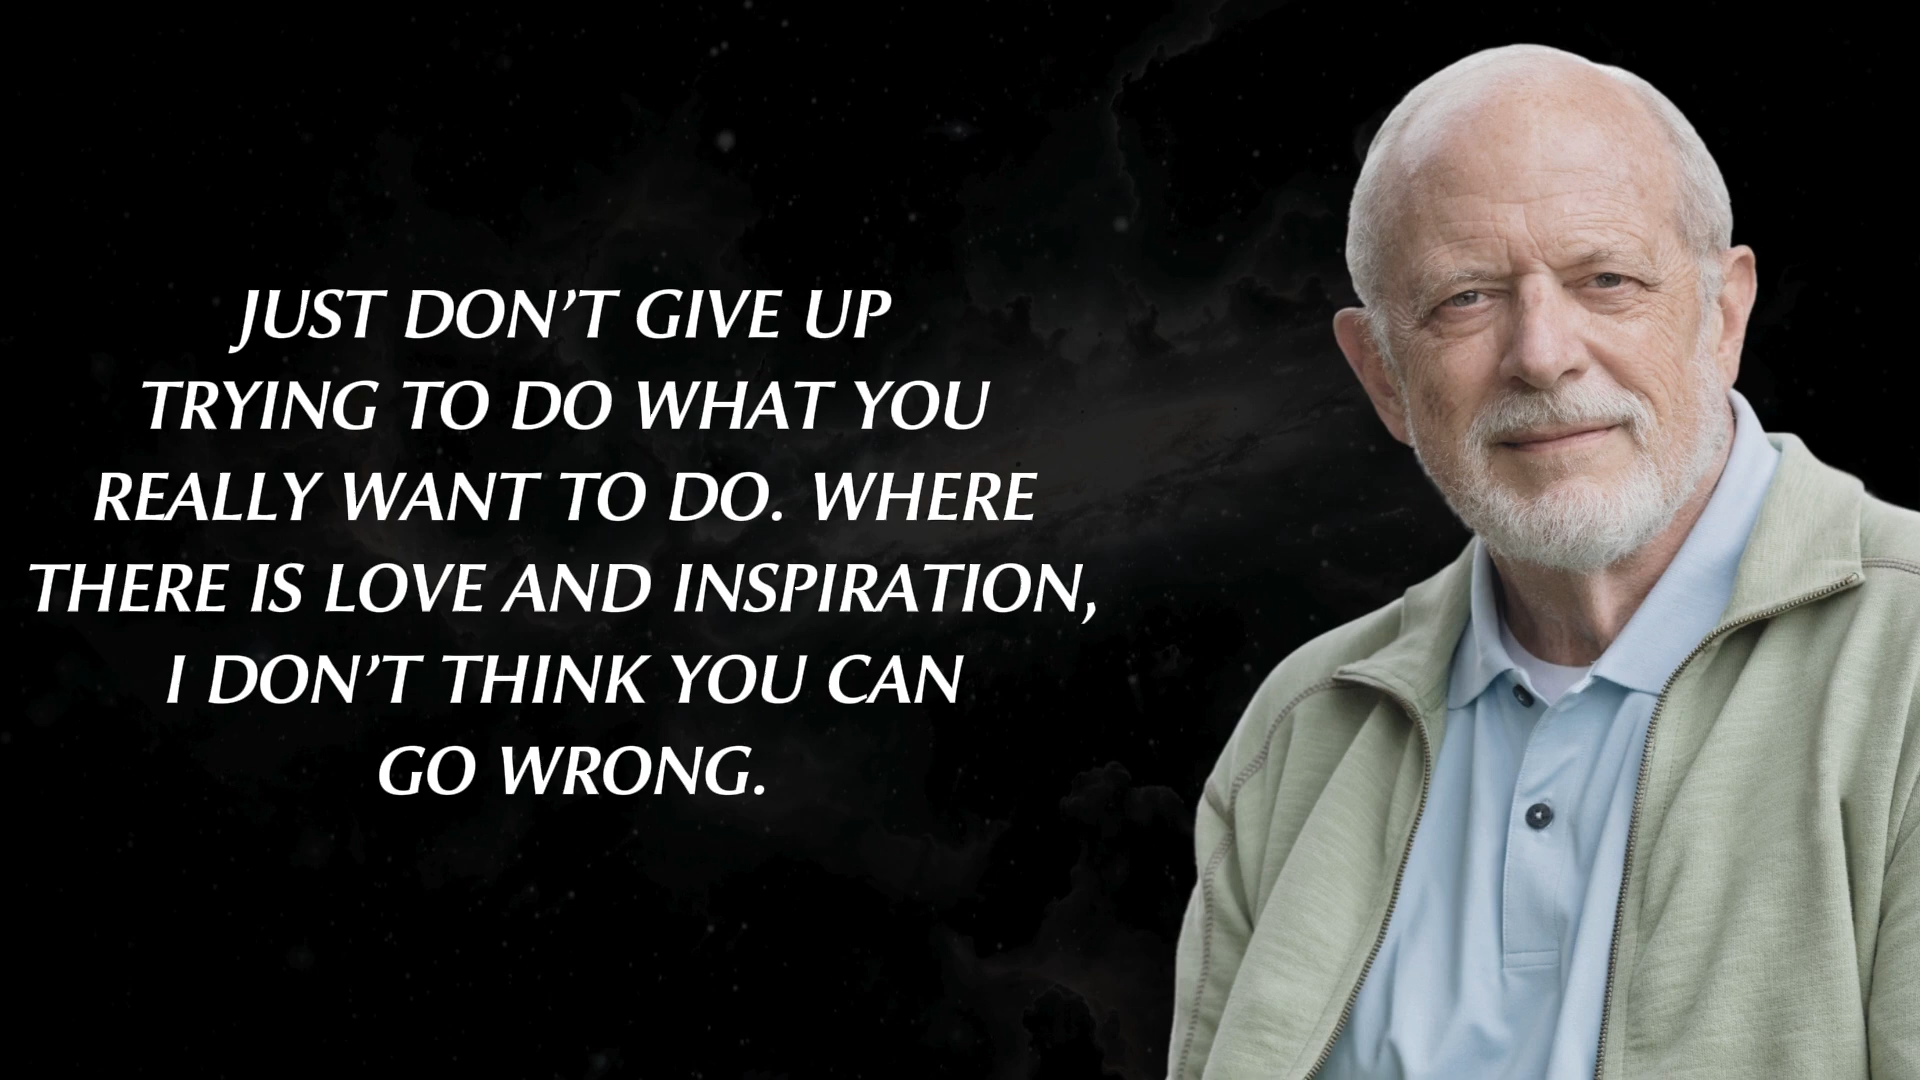 JUST DON’T GIVE UP
TRYING TO DO WHAT YOU
REALLY WANT TO DO. WHERE
THERE IS LOVE AND INSPIRATION,
I DON’T THINK YOU CAN
GO WRONG.